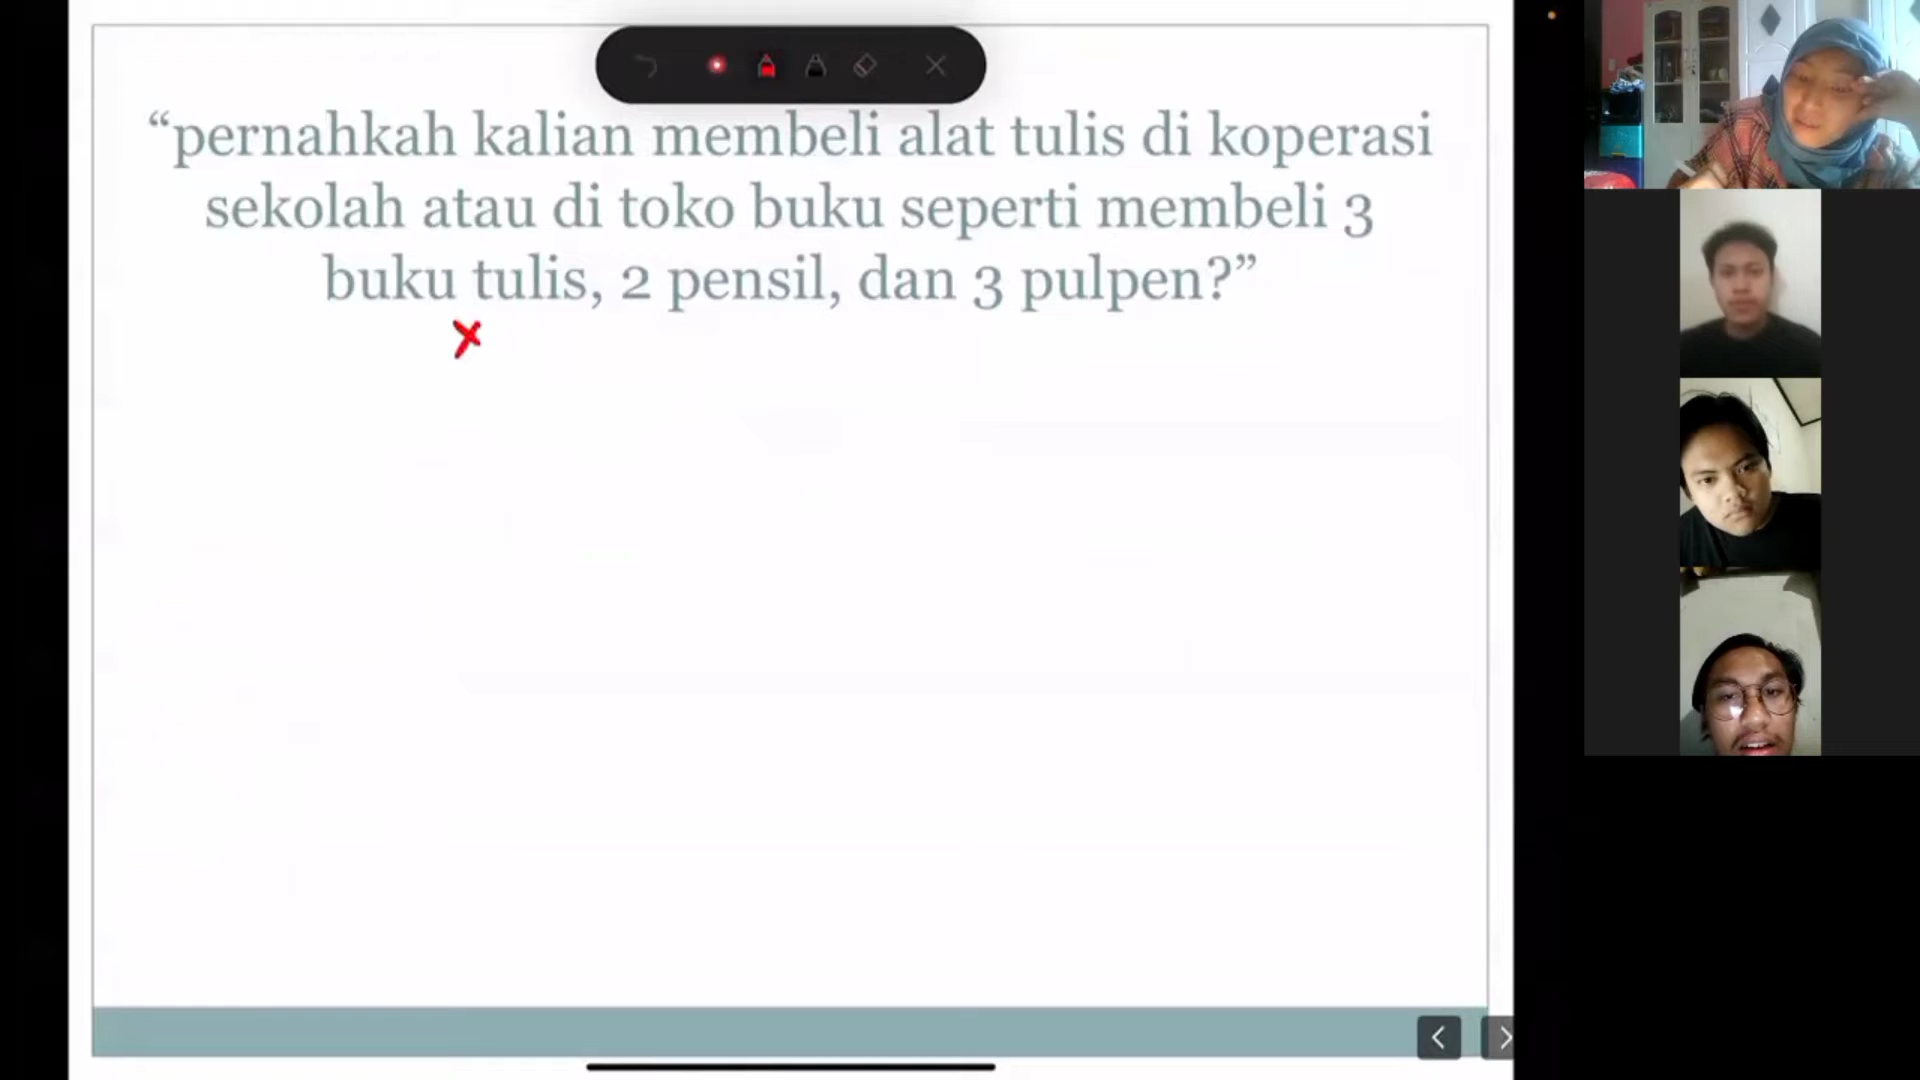 “pernahkah kalian membeli alat tulis di koperasi
sekolah atau di toko buku seperti membeli 3
buku tulis, 2 pensil, dan 3 pulpen?”
x